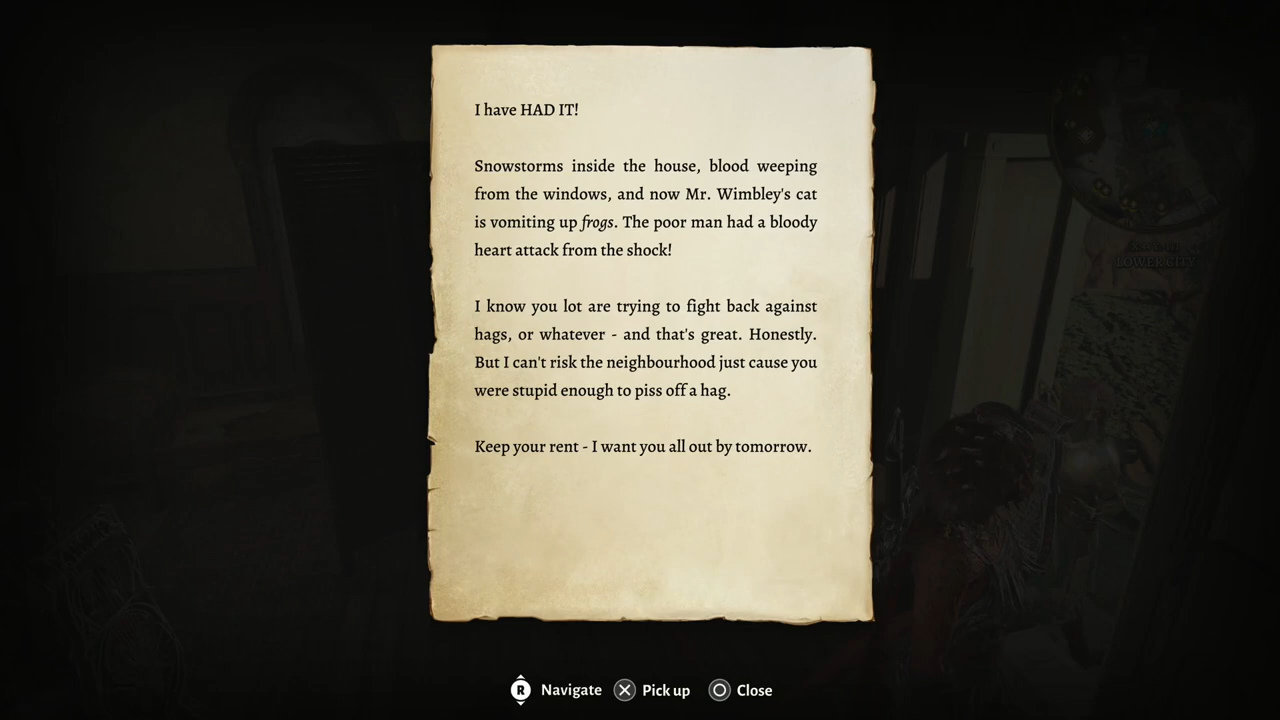 I have HAD IT!
Snowstorms inside the house, blood weeping
from the windows, and now Mr. Wimbley's cat
is vomiting up frogs. The poor man had a bloody
heart attack from the shock!
I know you lot are trying to fight back against
hags, or whatever - and that's great. Honestly.
But I can't risk the neighbourhood just cause you
were stupid enough to piss off a hag.
Keep your rent - I want you all out by tomorrow.
LOWER CITY
R Navigate Pick up Close